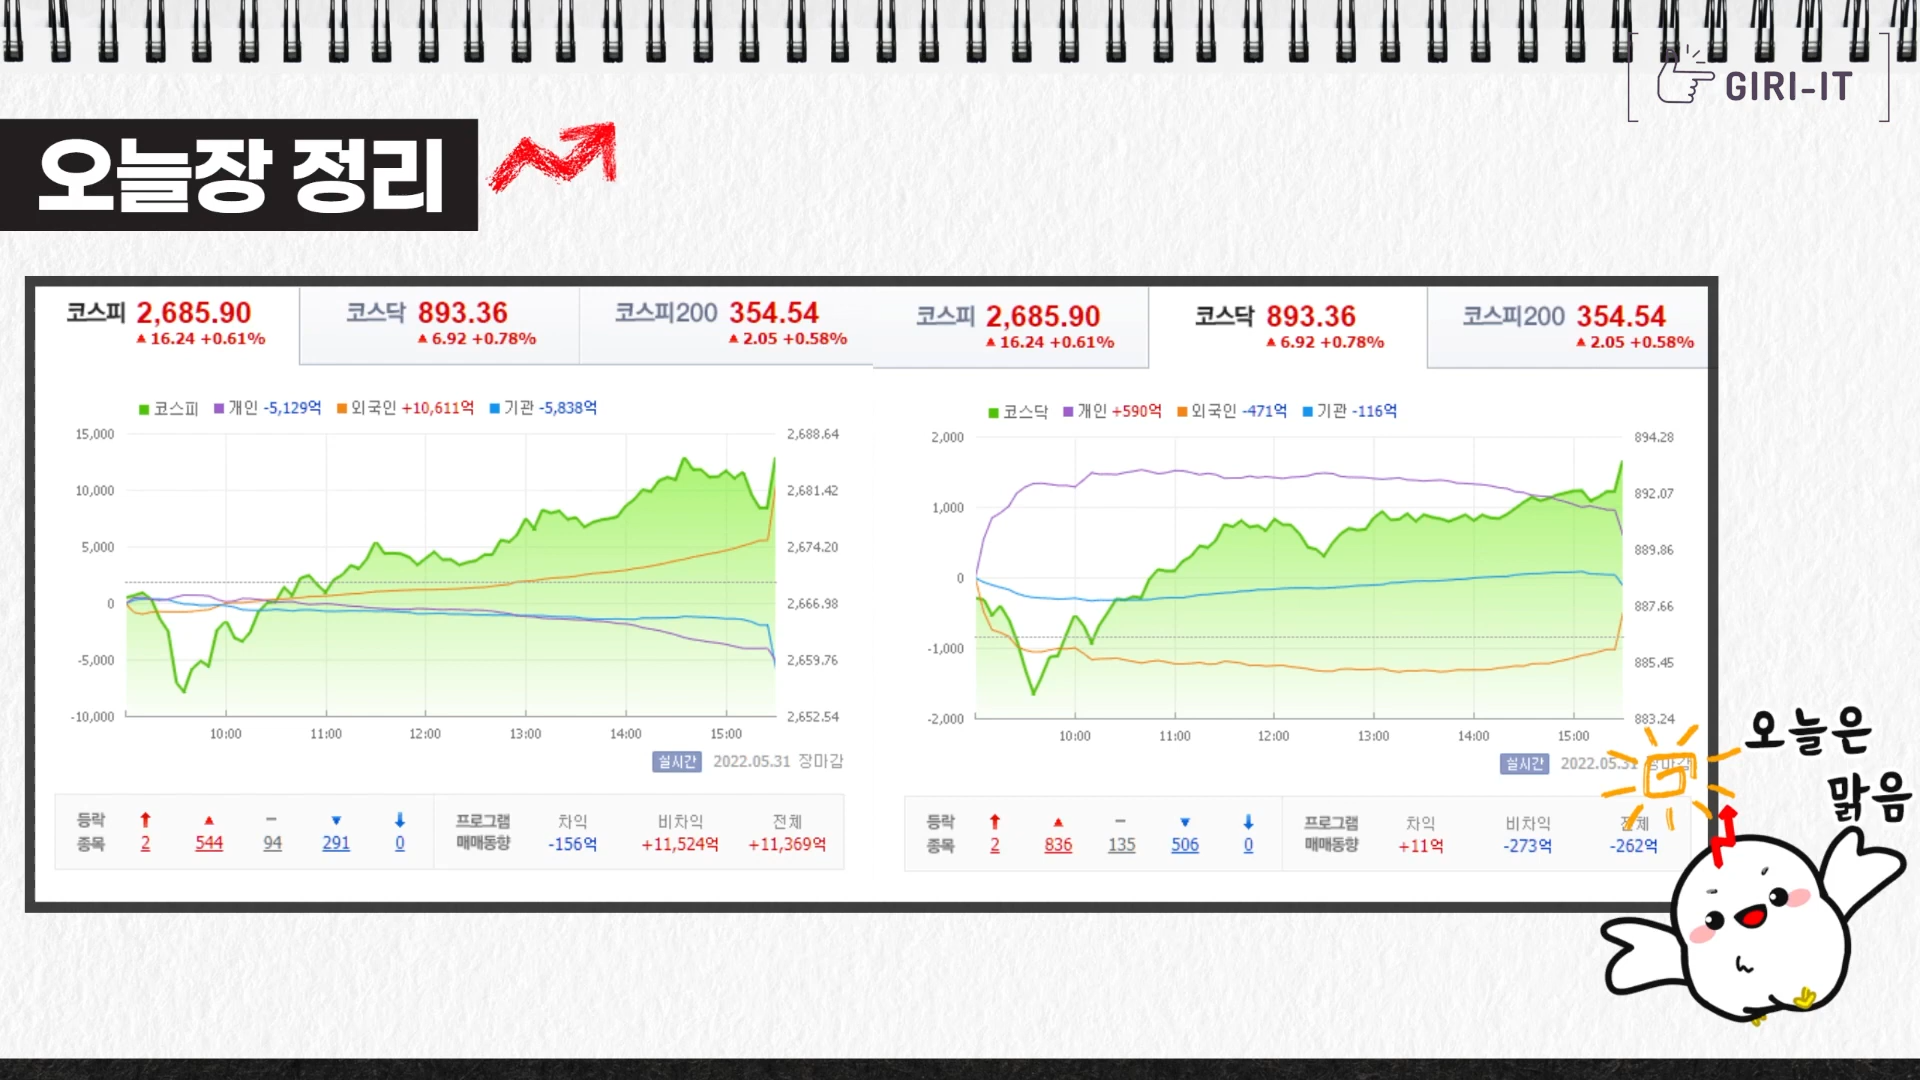 GIRI-IT
오늘장 정리
코스피 2,685.90
▲ 16.24 +0.61%
코스닥 893.36
▲ 6.92 +0.78%
코스피200 354.54
▲ 2.05 +0.58%
■ 코스피 ■ 개인 -5,129억 ■ 외국인 +10,611억 ■ 기관 -5,838억
15,000
10,000
5,000
0
-5,000
-10,000
2,688.64
2,681.42
2,674.20
2,666.98
2,659.76
2,652.54
10:00 11:00 12:00 13:00 14:00 15:00
실시간 2022.05.31 장마감
등락 ↑ ▲ − ▼ ↓
종목 2 544 94 291 0
프로그램 차익 비차익 전체
매매동향 -156억 +11,524억 +11,369억
코스피 2,685.90
▲ 16.24 +0.61%
코스닥 893.36
▲ 6.92 +0.78%
코스피200 354.54
▲ 2.05 +0.58%
■ 코스닥 ■ 개인 +590억 ■ 외국인 -471억 ■ 기관 -116억
2,000
1,000
0
-1,000
-2,000
894.28
892.07
889.86
887.66
885.45
883.24
10:00 11:00 12:00 13:00 14:00 15:00
실시간 2022.05.31 장마감
등락 ↑ ▲ − ▼ ↓
종목 2 836 135 506 0
프로그램 차익 비차익 전체
매매동향 +11억 -273억 -262억
오늘은
맑음